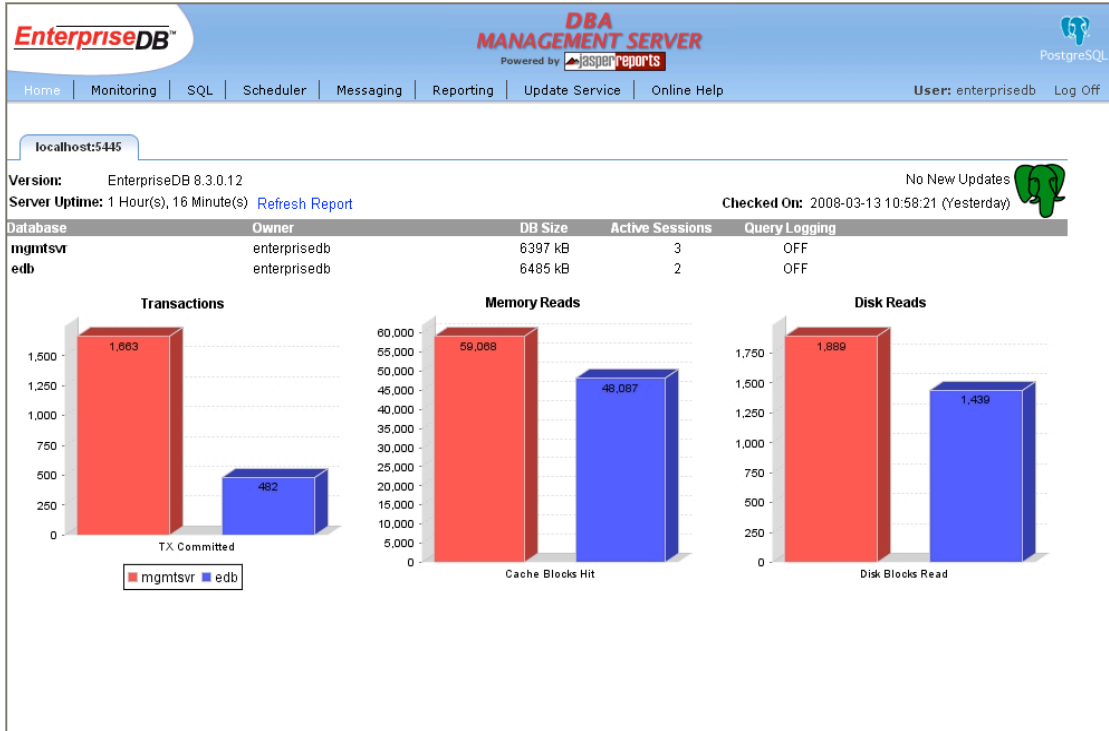 EnterpriseDB™
DBA
MANAGEMENT SERVER
Powered by jasperreports
PostgreSQL
Home Monitoring SQL Scheduler Messaging Reporting Update Service Online Help User: enterprisedb Log Off
localhost:5445
Version: EnterpriseDB 8.3.0.12 No New Updates
Server Uptime: 1 Hour(s), 16 Minute(s) Refresh Report Checked On: 2008-03-13 10:58:21 (Yesterday)
Database Owner DB Size Active Sessions Query Logging
mgmtsvr enterprisedb 6397 kB 3 OFF
edb enterprisedb 6485 kB 2 OFF
Transactions
1,500
1,250
1,000
750
500
250
0
1,663
482
TX Committed
mgmtsvr edb
Memory Reads
60,000
55,000
50,000
45,000
40,000
35,000
30,000
25,000
20,000
15,000
10,000
5,000
0
59,068
48,087
Cache Blocks Hit
Disk Reads
1,750
1,500
1,250
1,000
750
500
250
0
1,889
1,439
Disk Blocks Read